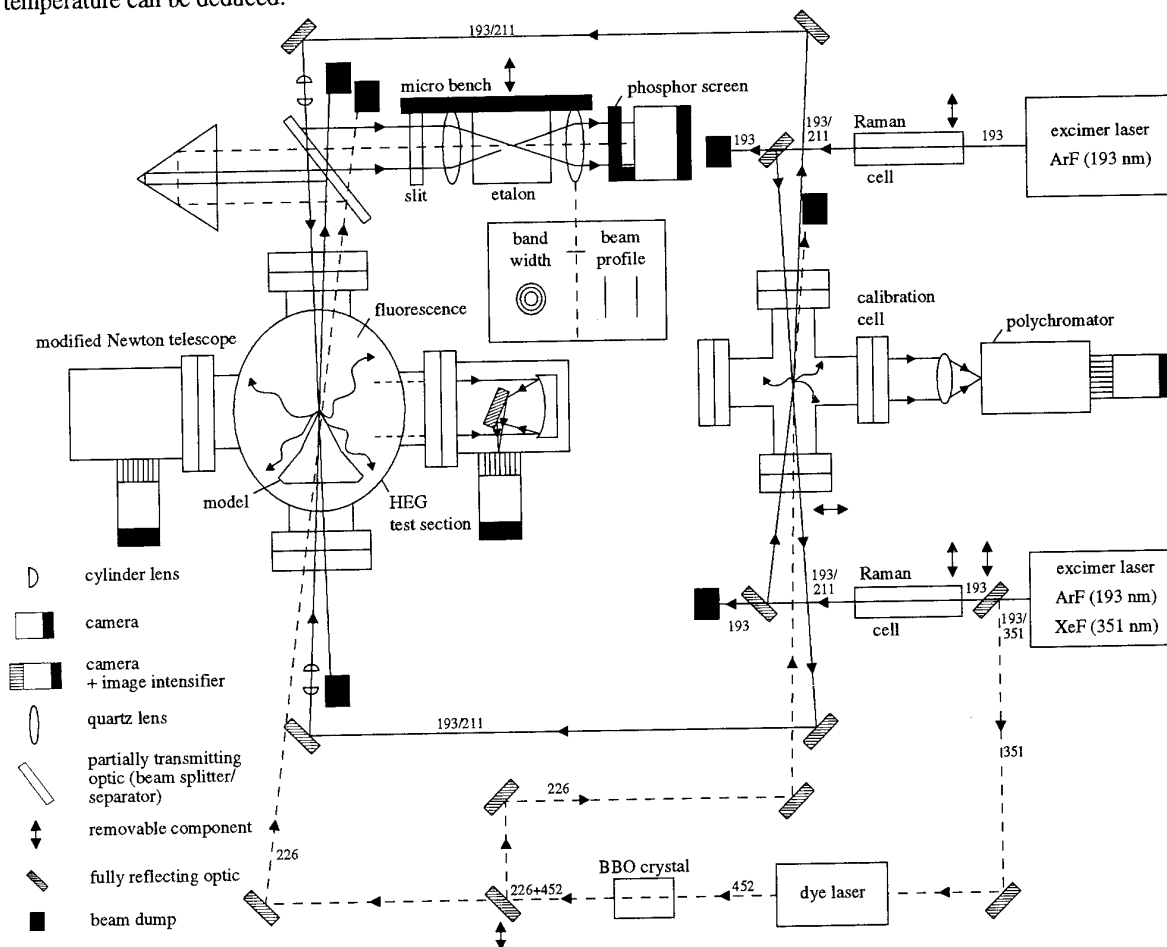 temperature can be deduced.
193/211
micro bench
phosphor screen
193
193/
211
Raman
cell
193
excimer laser
ArF (193 nm)
slit
etalon
band
width
beam
profile
fluorescence
modified Newton telescope
calibration
cell
polychromator
model
HEG
test section
cylinder lens
camera
camera
+ image intensifier
quartz lens
partially transmitting
optic (beam splitter/
separator)
removable component
fully reflecting optic
beam dump
193
193/
211
Raman
cell
193
193/
351
excimer laser
ArF (193 nm)
XeF (351 nm)
193/211
351
226
226
226+452
BBO crystal
452
dye laser